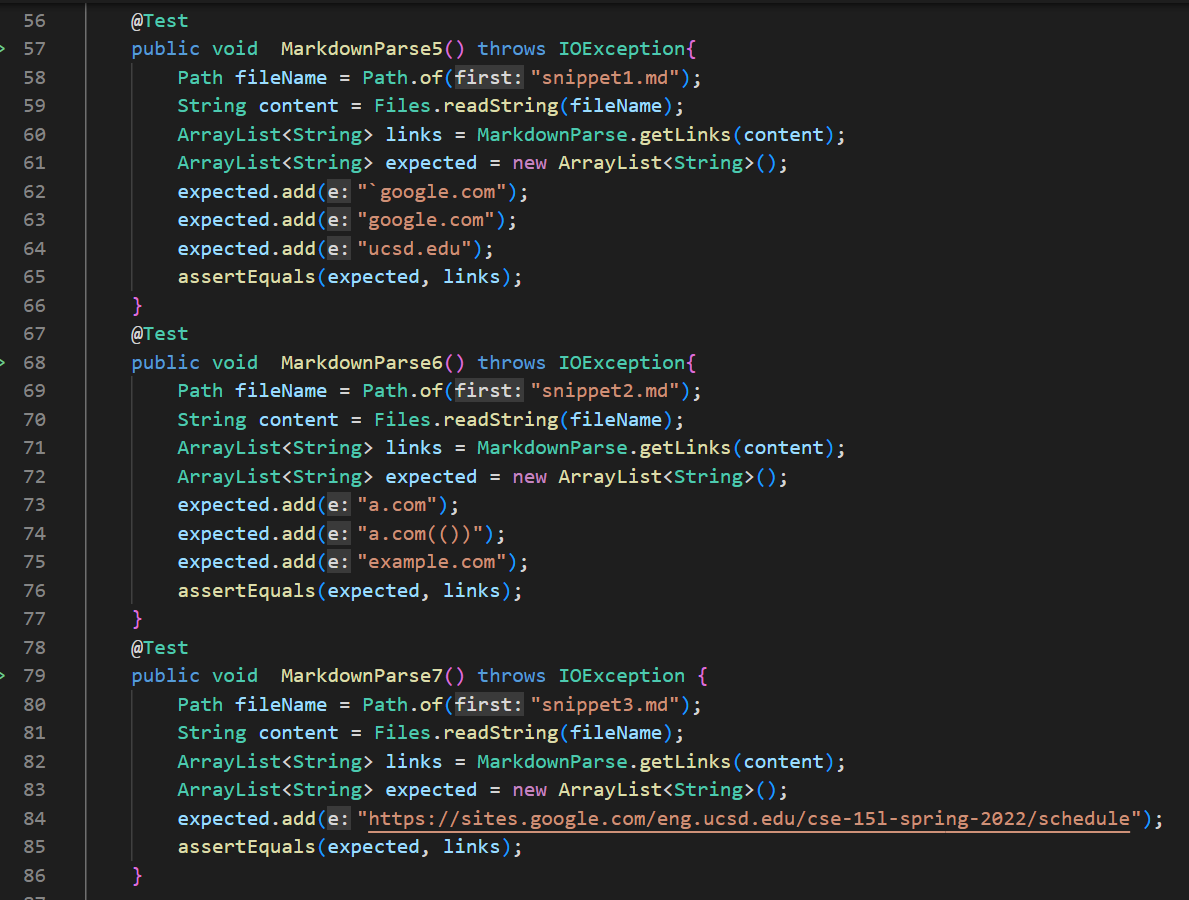 56 @Test
57 public void  MarkdownParse5() throws IOException{
58 Path fileName = Path.of(first: "snippet1.md");
59 String content = Files.readString(fileName);
60 ArrayList<String> links = MarkdownParse.getLinks(content);
61 ArrayList<String> expected = new ArrayList<String>();
62 expected.add(e: "`google.com");
63 expected.add(e: "google.com");
64 expected.add(e: "ucsd.edu");
65 assertEquals(expected, links);
66 }
67 @Test
68 public void  MarkdownParse6() throws IOException{
69 Path fileName = Path.of(first: "snippet2.md");
70 String content = Files.readString(fileName);
71 ArrayList<String> links = MarkdownParse.getLinks(content);
72 ArrayList<String> expected = new ArrayList<String>();
73 expected.add(e: "a.com");
74 expected.add(e: "a.com(())");
75 expected.add(e: "example.com");
76 assertEquals(expected, links);
77 }
78 @Test
79 public void  MarkdownParse7() throws IOException {
80 Path fileName = Path.of(first: "snippet3.md");
81 String content = Files.readString(fileName);
82 ArrayList<String> links = MarkdownParse.getLinks(content);
83 ArrayList<String> expected = new ArrayList<String>();
84 expected.add(e: "https://sites.google.com/eng.ucsd.edu/cse-15l-spring-2022/schedule");
85 assertEquals(expected, links);
86 }